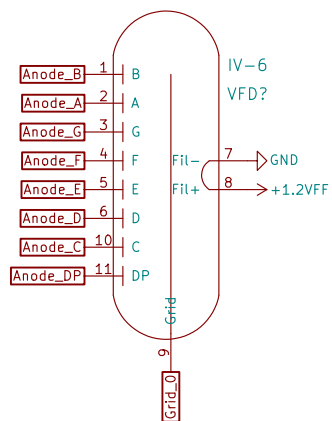 IV-6
VFD?
Anode_B 1 B
Anode_A 2 A
Anode_G 3 G
Anode_F 4 F Fil- 7 GND
Anode_E 5 E Fil+ 8 +1.2VFF
Anode_D 6 D
Anode_C 10 C
Anode_DP 11 DP
Grid
9
Grid_0